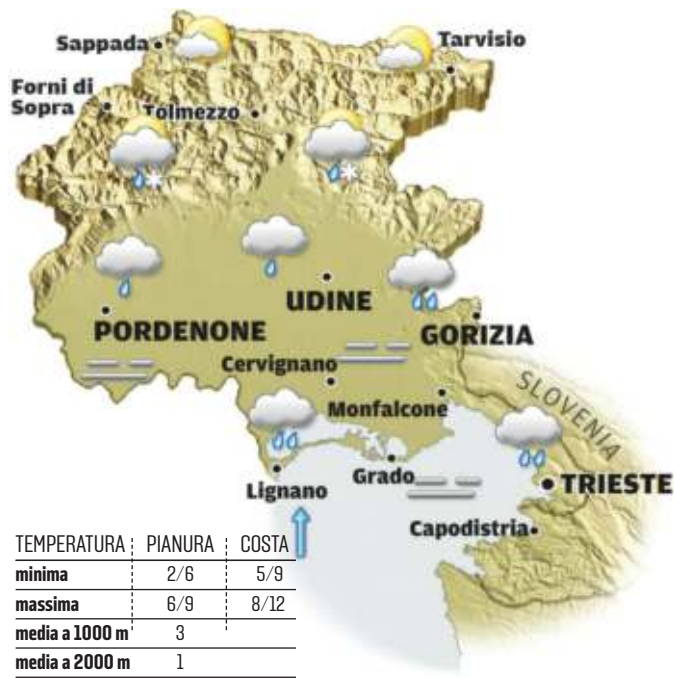 Sappada
Tarvisio
Forni di
Sopra
Tolmezzo
UDINE
PORDENONE
GORIZIA
Cervignano
SLOVENIA
Monfalcone
Grado
Lignano
TRIESTE
Capodistria
TEMPERATURA PIANURA COSTA
minima 2/6 5/9
massima 6/9 8/12
media a 1000 m 3
media a 2000 m 1